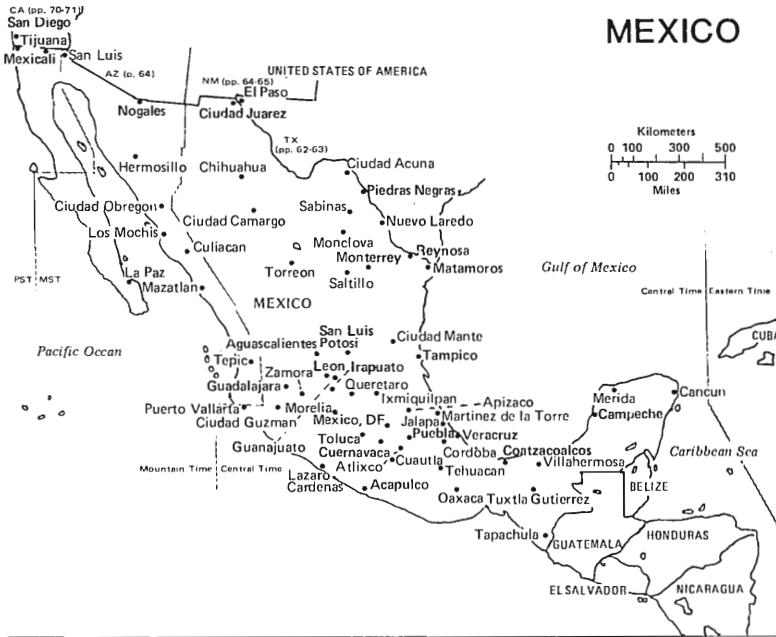 CA (pp. 70-71)
MEXICO
San Diego
Tijuana
Mexicali
San Luis
AZ (p. 64)
NM (pp. 64-65)
UNITED STATES OF AMERICA
El Paso
Nogales
Ciudad Juarez
TX
(pp. 62-63)
Kilometers
0 100 300 500
0 100 200 310
Miles
Hermosillo
Chihuahua
Ciudad Acuna
Piedras Negras
Ciudad Obregon
Ciudad Camargo
Sabinas
Nuevo Laredo
Los Mochis
Culiacan
Monclova
Monterrey
Reynosa
La Paz
Torreon
Matamoros
Gulf of Mexico
PST
MST
Mazatlan
Saltillo
Central Time
Eastern Time
MEXICO
CUBA
San Luis
Potosi
Ciudad Mante
Aguascalientes
Pacific Ocean
Tepic
Tampico
Leon
Irapuato
Zamora
Guadalajara
Queretaro
Ixmiquilpan
Apizaco
Merida
Cancun
Puerto Vallarta
Morelia
Mexico, DF
Jalapa
Martinez de la Torre
Campeche
Ciudad Guzman
Toluca
Puebla
Veracruz
Guanajuato
Cuernavaca
Cordoba
Coatzacoalcos
Caribbean Sea
Atlixco
Cuautla
Tehuacan
Villahermosa
Mountain Time
Central Time
Lazaro
Cardenas
Acapulco
Oaxaca
Tuxtla Gutierrez
BELIZE
Tapachula
GUATEMALA
HONDURAS
EL SALVADOR
NICARAGUA